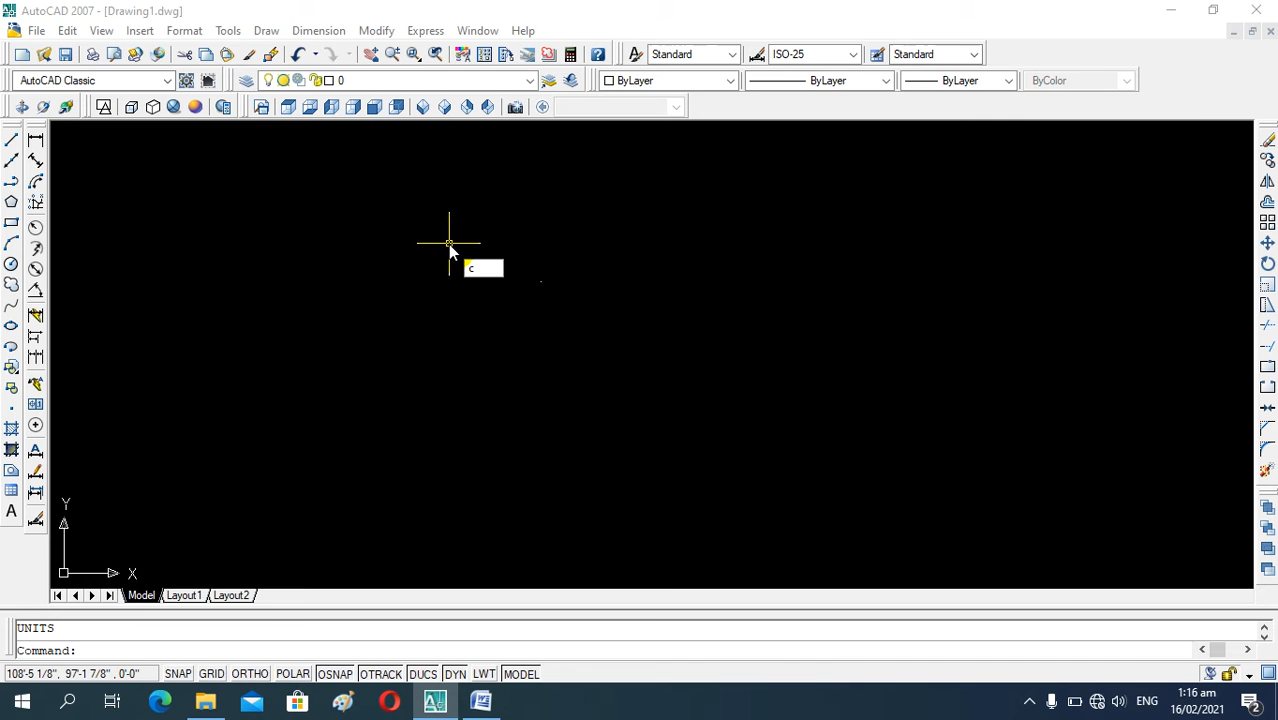 AutoCAD 2007 - [Drawing1.dwg]
File Edit View Insert Format Tools Draw Dimension Modify Express Window Help
Standard ISO-25 Standard
AutoCAD Classic 0 ByLayer ByLayer ByLayer ByColor
c
Y
X
Model Layout1 Layout2
UNITS
Command:
108'-5 1/8", 97'-1 7/8" , 0'-0" SNAP GRID ORTHO POLAR OSNAP OTRACK DUCS DYN LWT MODEL
ENG 1:16 am
16/02/2021 2